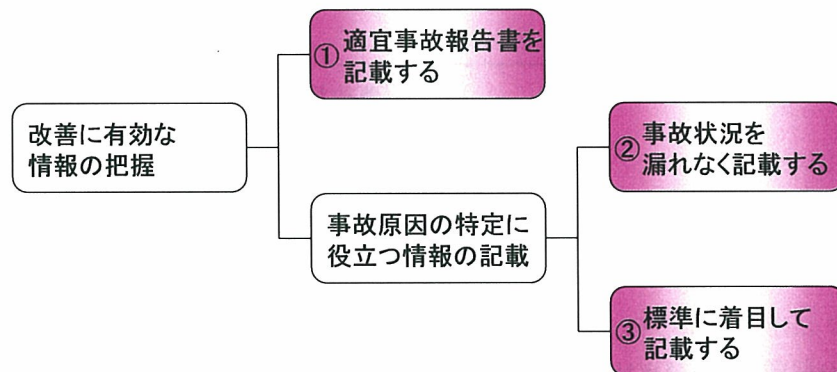 ① 適宜事故報告書を
記載する
改善に有効な
情報の把握
② 事故状況を
漏れなく記載する
事故原因の特定に
役立つ情報の記載
③ 標準に着目して
記載する